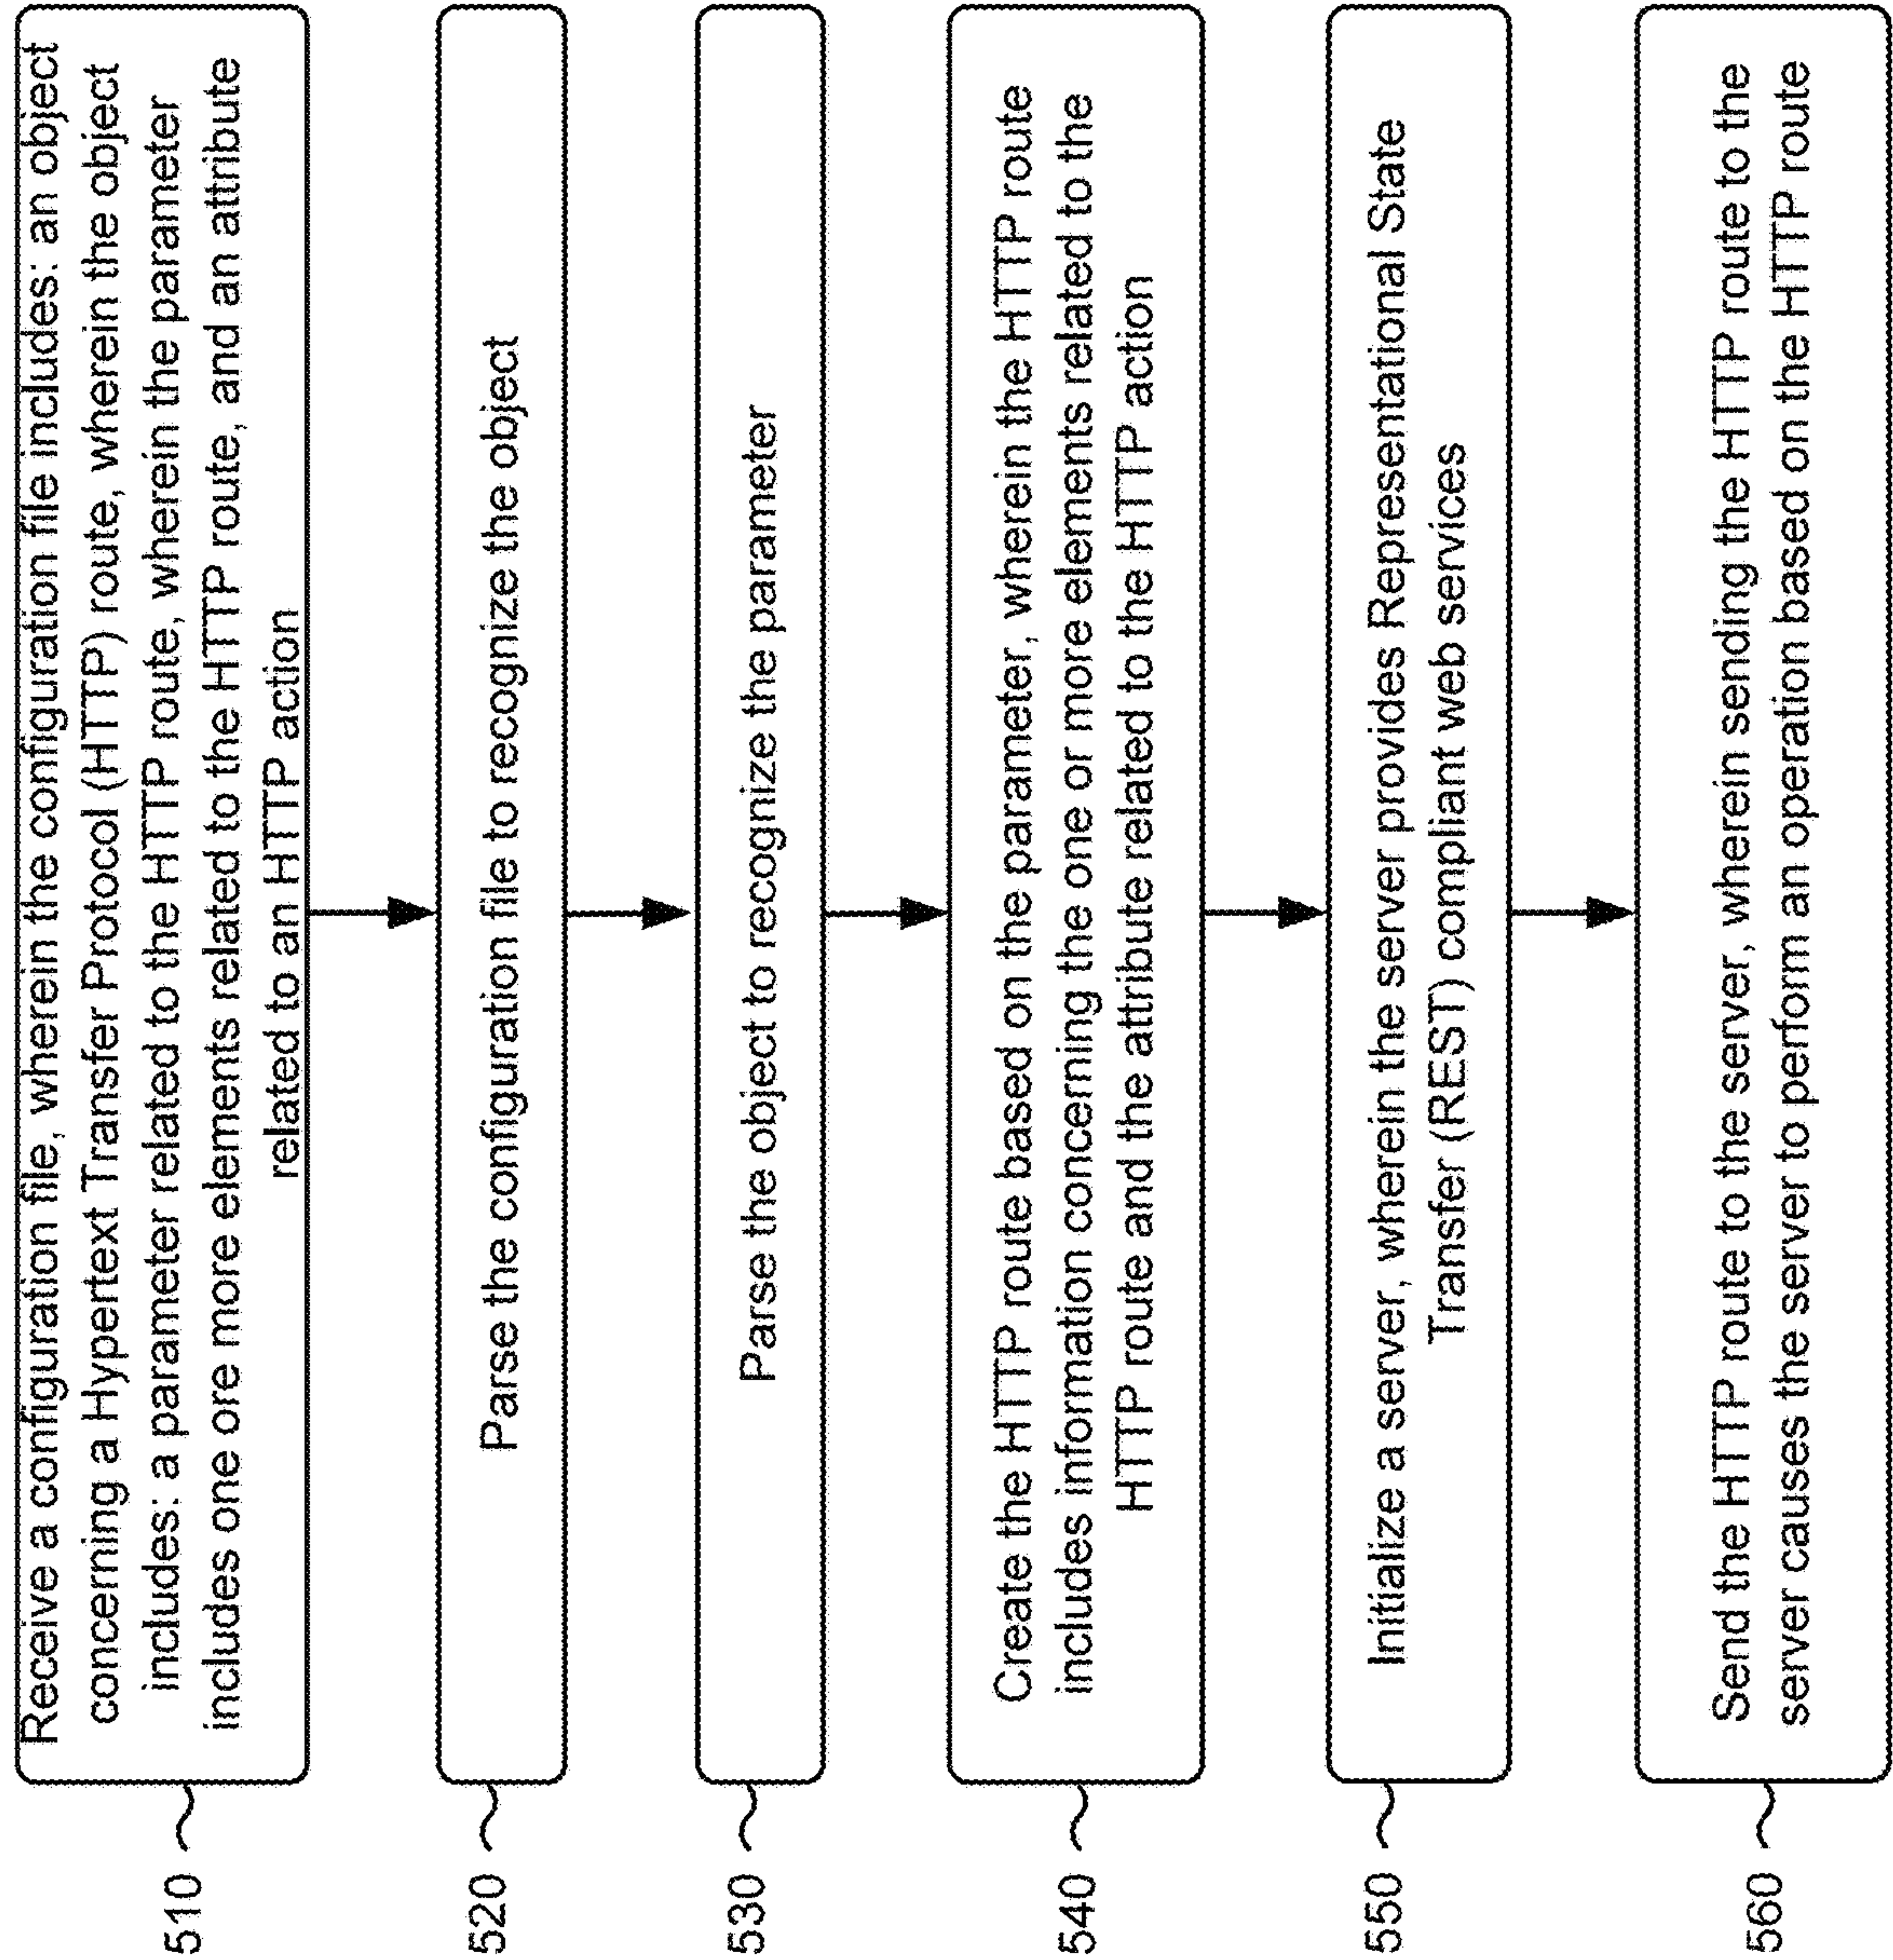 510
Receive a configuration file, wherein the configuration file includes: an object
concerning a Hypertext Transfer Protocol (HTTP) route, wherein the object
includes: a parameter related to the HTTP route, wherein the parameter
includes one ore more elements related to the HTTP route, and an attribute
related to an HTTP action
520
Parse the configuration file to recognize the object
530
Parse the object to recognize the parameter
540
Create the HTTP route based on the parameter, wherein the HTTP route
includes information concerning the one or more elements related to the
HTTP route and the attribute related to the HTTP action
550
Initialize a server, wherein the server provides Representational State
Transfer (REST) compliant web services
560
Send the HTTP route to the server, wherein sending the HTTP route to the
server causes the server to perform an operation based on the HTTP route